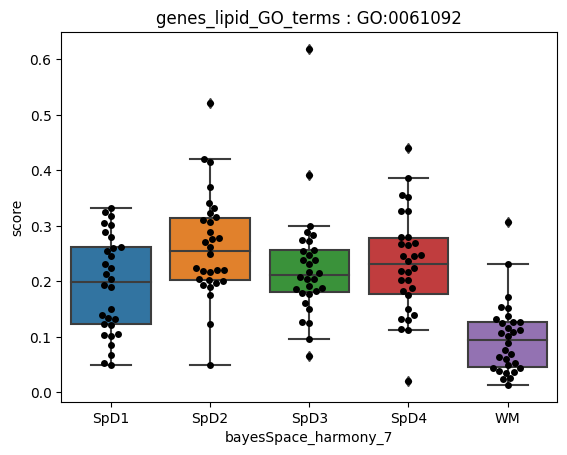 genes_lipid_GO_terms : GO:0061092
score
0.6
0.5
0.4
0.3
0.2
0.1
0.0
SpD1 SpD2 SpD3 SpD4 WM
bayesSpace_harmony_7